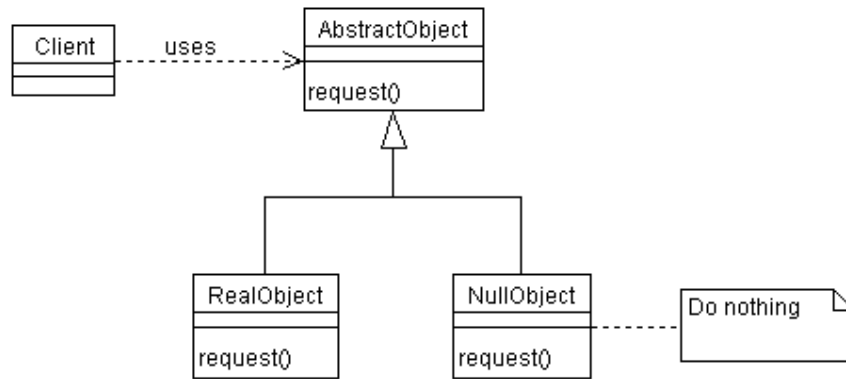 AbstractObject
Client
uses
request()
RealObject
NullObject
Do nothing
request()
request()